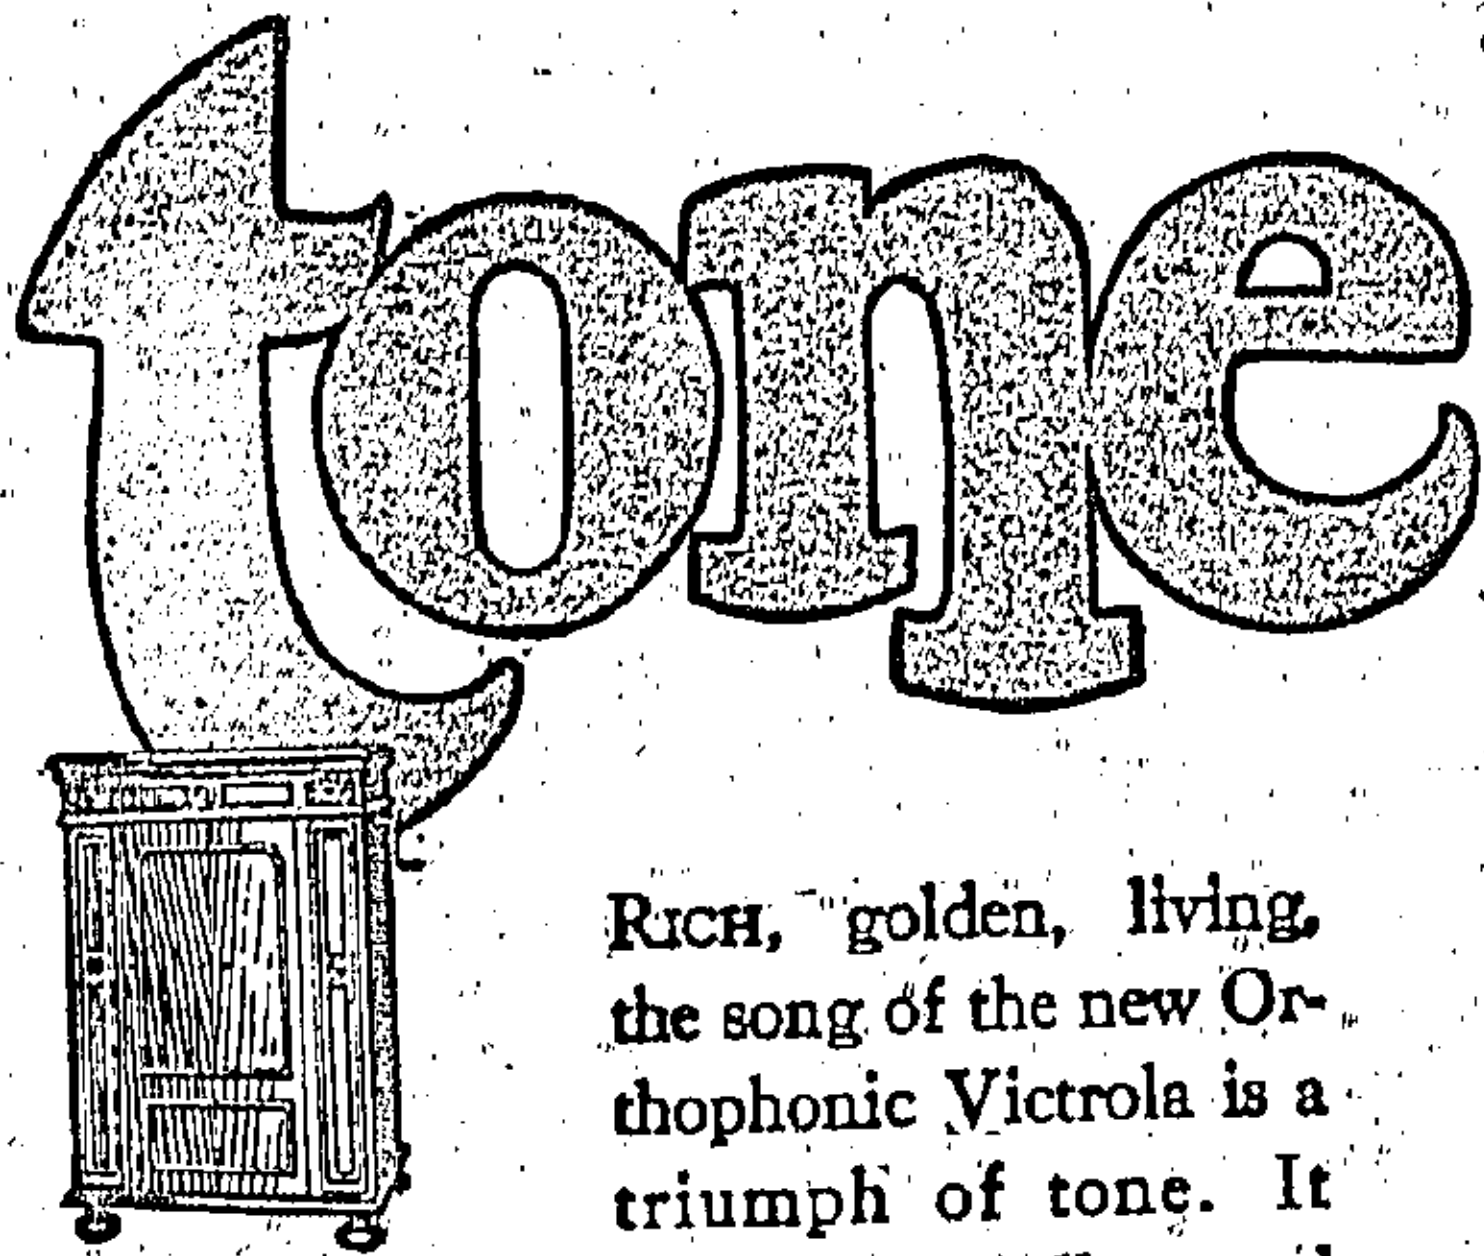 tone
RICH, golden, living,
the song of the new Or-
thophonic Victrola is a
triumph of tone. It